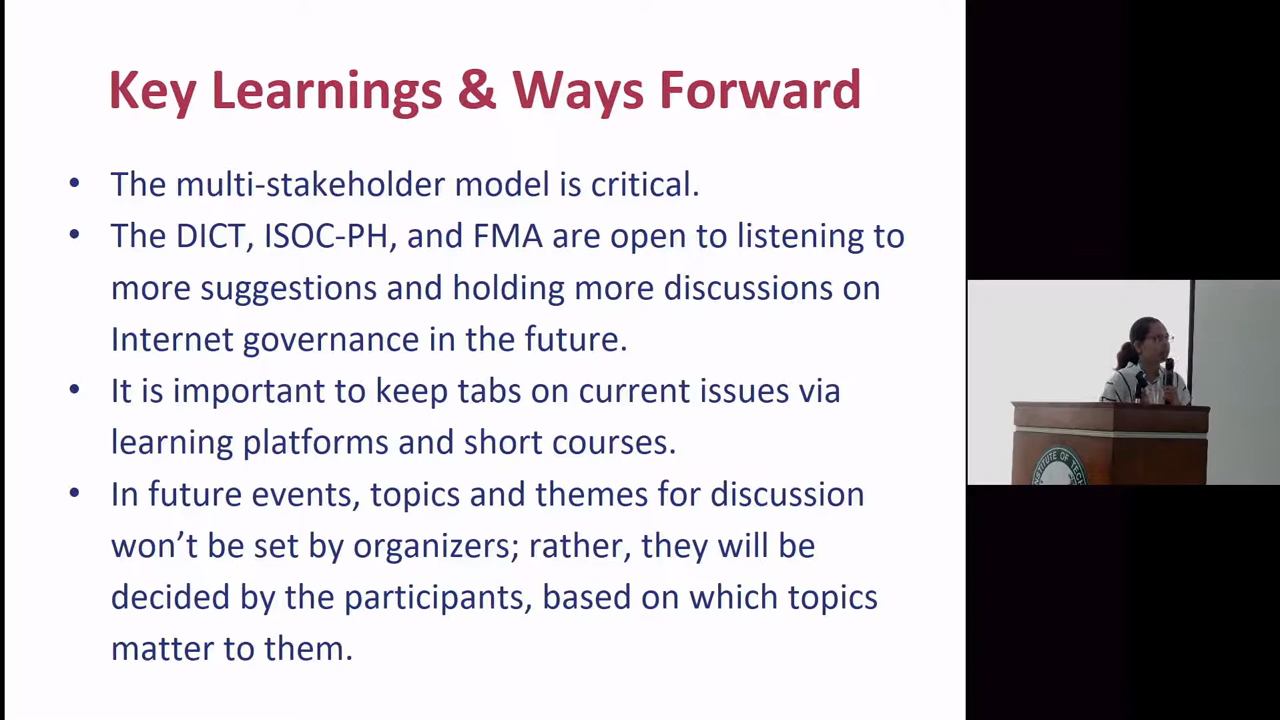 Key Learnings & Ways Forward
• The multi-stakeholder model is critical.
• The DICT, ISOC-PH, and FMA are open to listening to
more suggestions and holding more discussions on
Internet governance in the future.
• It is important to keep tabs on current issues via
learning platforms and short courses.
• In future events, topics and themes for discussion
won’t be set by organizers; rather, they will be
decided by the participants, based on which topics
matter to them.
STITUTE OF TECH